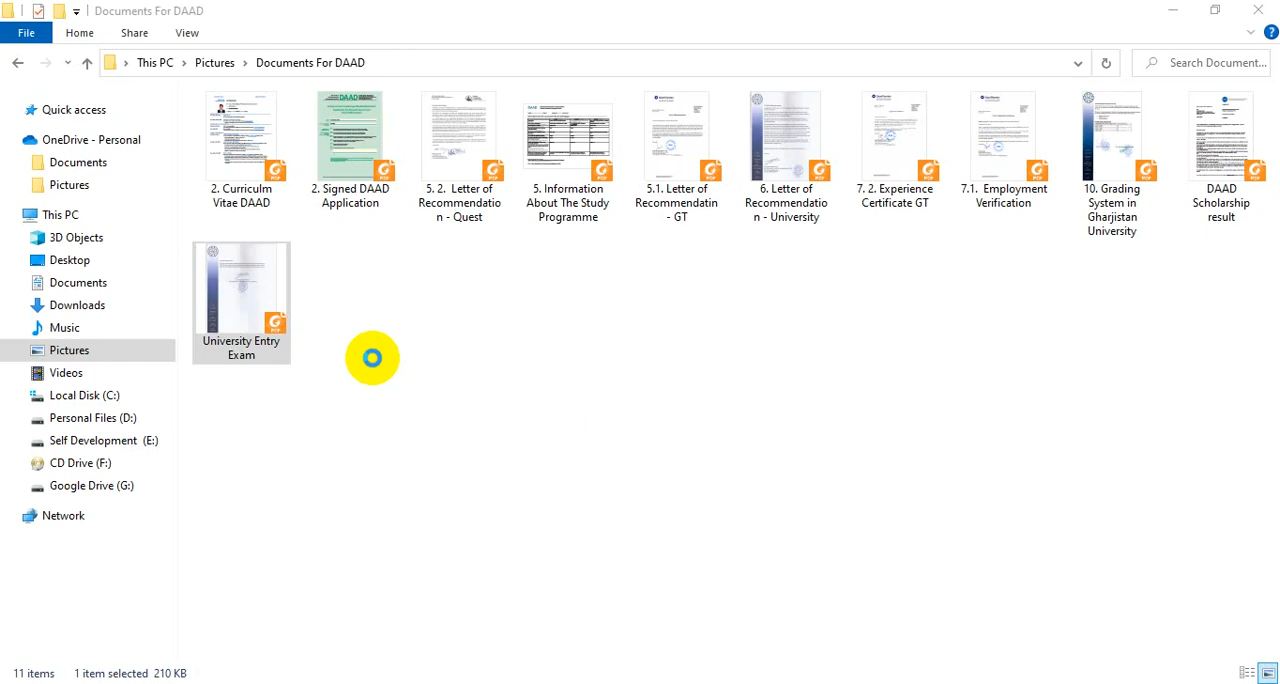 Documents For DAAD
File
Home
Share
View
This PC
Pictures
Documents For DAAD
Search Document...
Quick access
OneDrive - Personal
Documents
Pictures
This PC
3D Objects
Desktop
Documents
Downloads
Music
Pictures
Videos
Local Disk (C:)
Personal Files (D:)
Self Development (E:)
CD Drive (F:)
Google Drive (G:)
Network
2. Curriculm
Vitae DAAD
2. Signed DAAD
Application
5. 2. Letter of
Recommendatio
n - Quest
5. Information
About The Study
Programme
5.1. Letter of
Recommendatin
- GT
6. Letter of
Recommendatio
n - University
7. 2. Experience
Certificate GT
7.1. Employment
Verification
10. Grading
System in
Gharjistan
University
DAAD
Scholarship
result
University Entry
Exam
11 items
1 item selected 210 KB